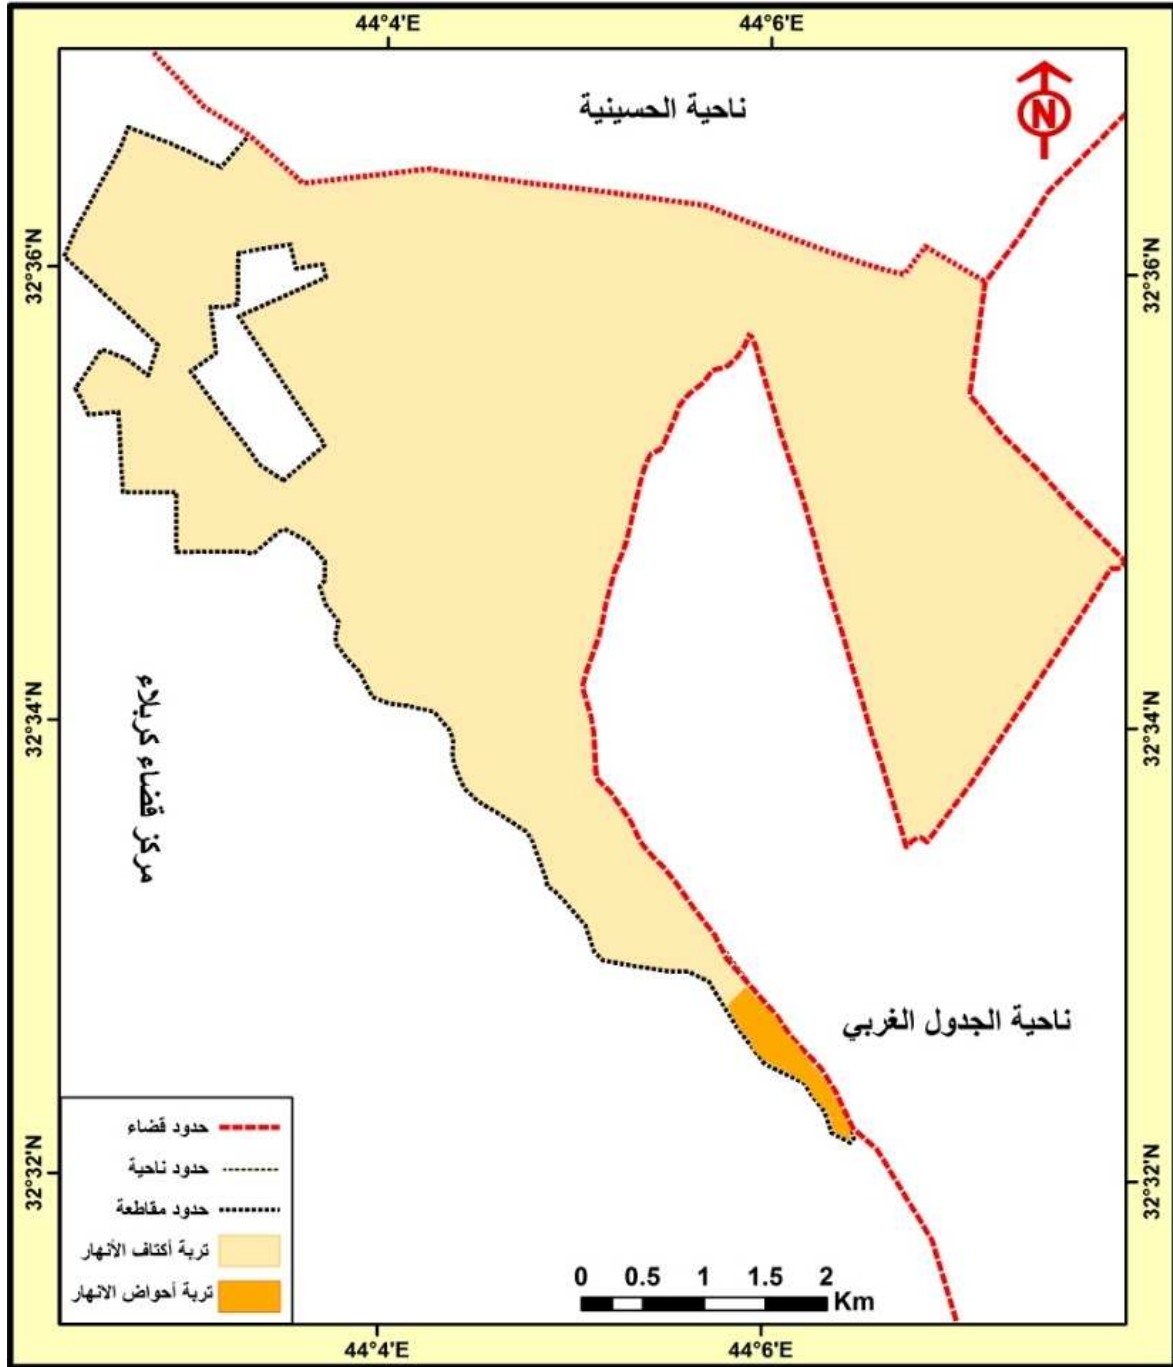 44°4'E
44°6'E
ناحية الحسينية
N
32°36'N
32°36'N
32°34'N
32°34'N
مركز قضاء كربلاء
ناحية الجدول الغربي
32°32'N
32°32'N
حدود قضاء
حدود ناحية
حدود مقاطعة
تربة أكتاف الأنهار
تربة أحواض الانهار
0 0.5 1 1.5 2
Km
44°4'E
44°6'E